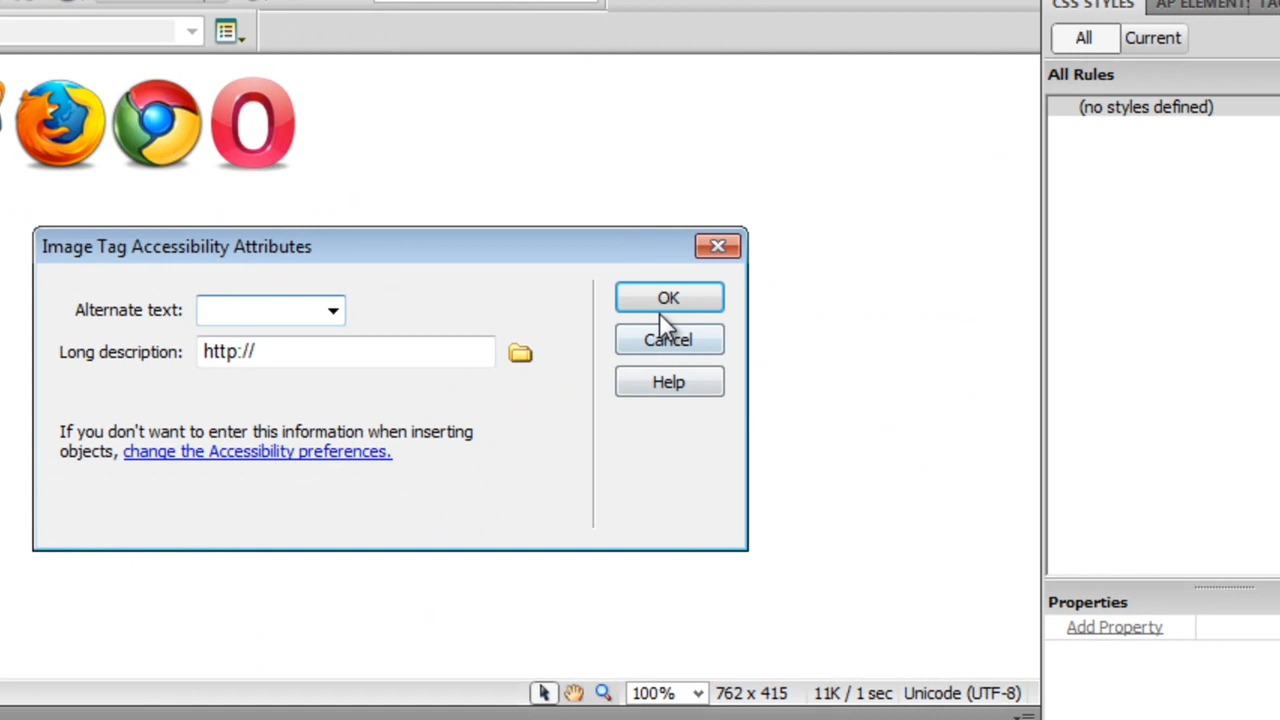 CSS STYLES AP ELEMENTS TAG
All Current
All Rules
(no styles defined)
Image Tag Accessibility Attributes
Alternate text:
OK
Long description: http://
Cancel
Help
If you don't want to enter this information when inserting
objects, change the Accessibility preferences.
Properties
Add Property
100% 762 x 415 11K / 1 sec Unicode (UTF-8)